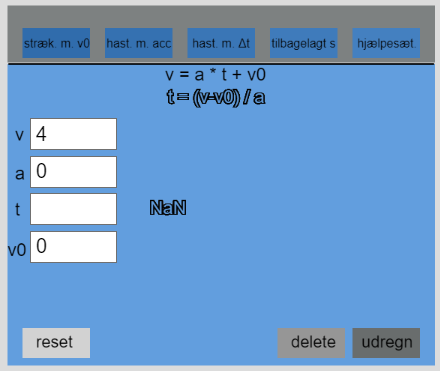 stræk. m. v0 hast. m. acc hast. m. Δt tilbagelagt s hjælpesæt.
v = a * t + v0
t = (v-v0) / a
v 4
a 0
t NaN
v0 0
reset delete udregn